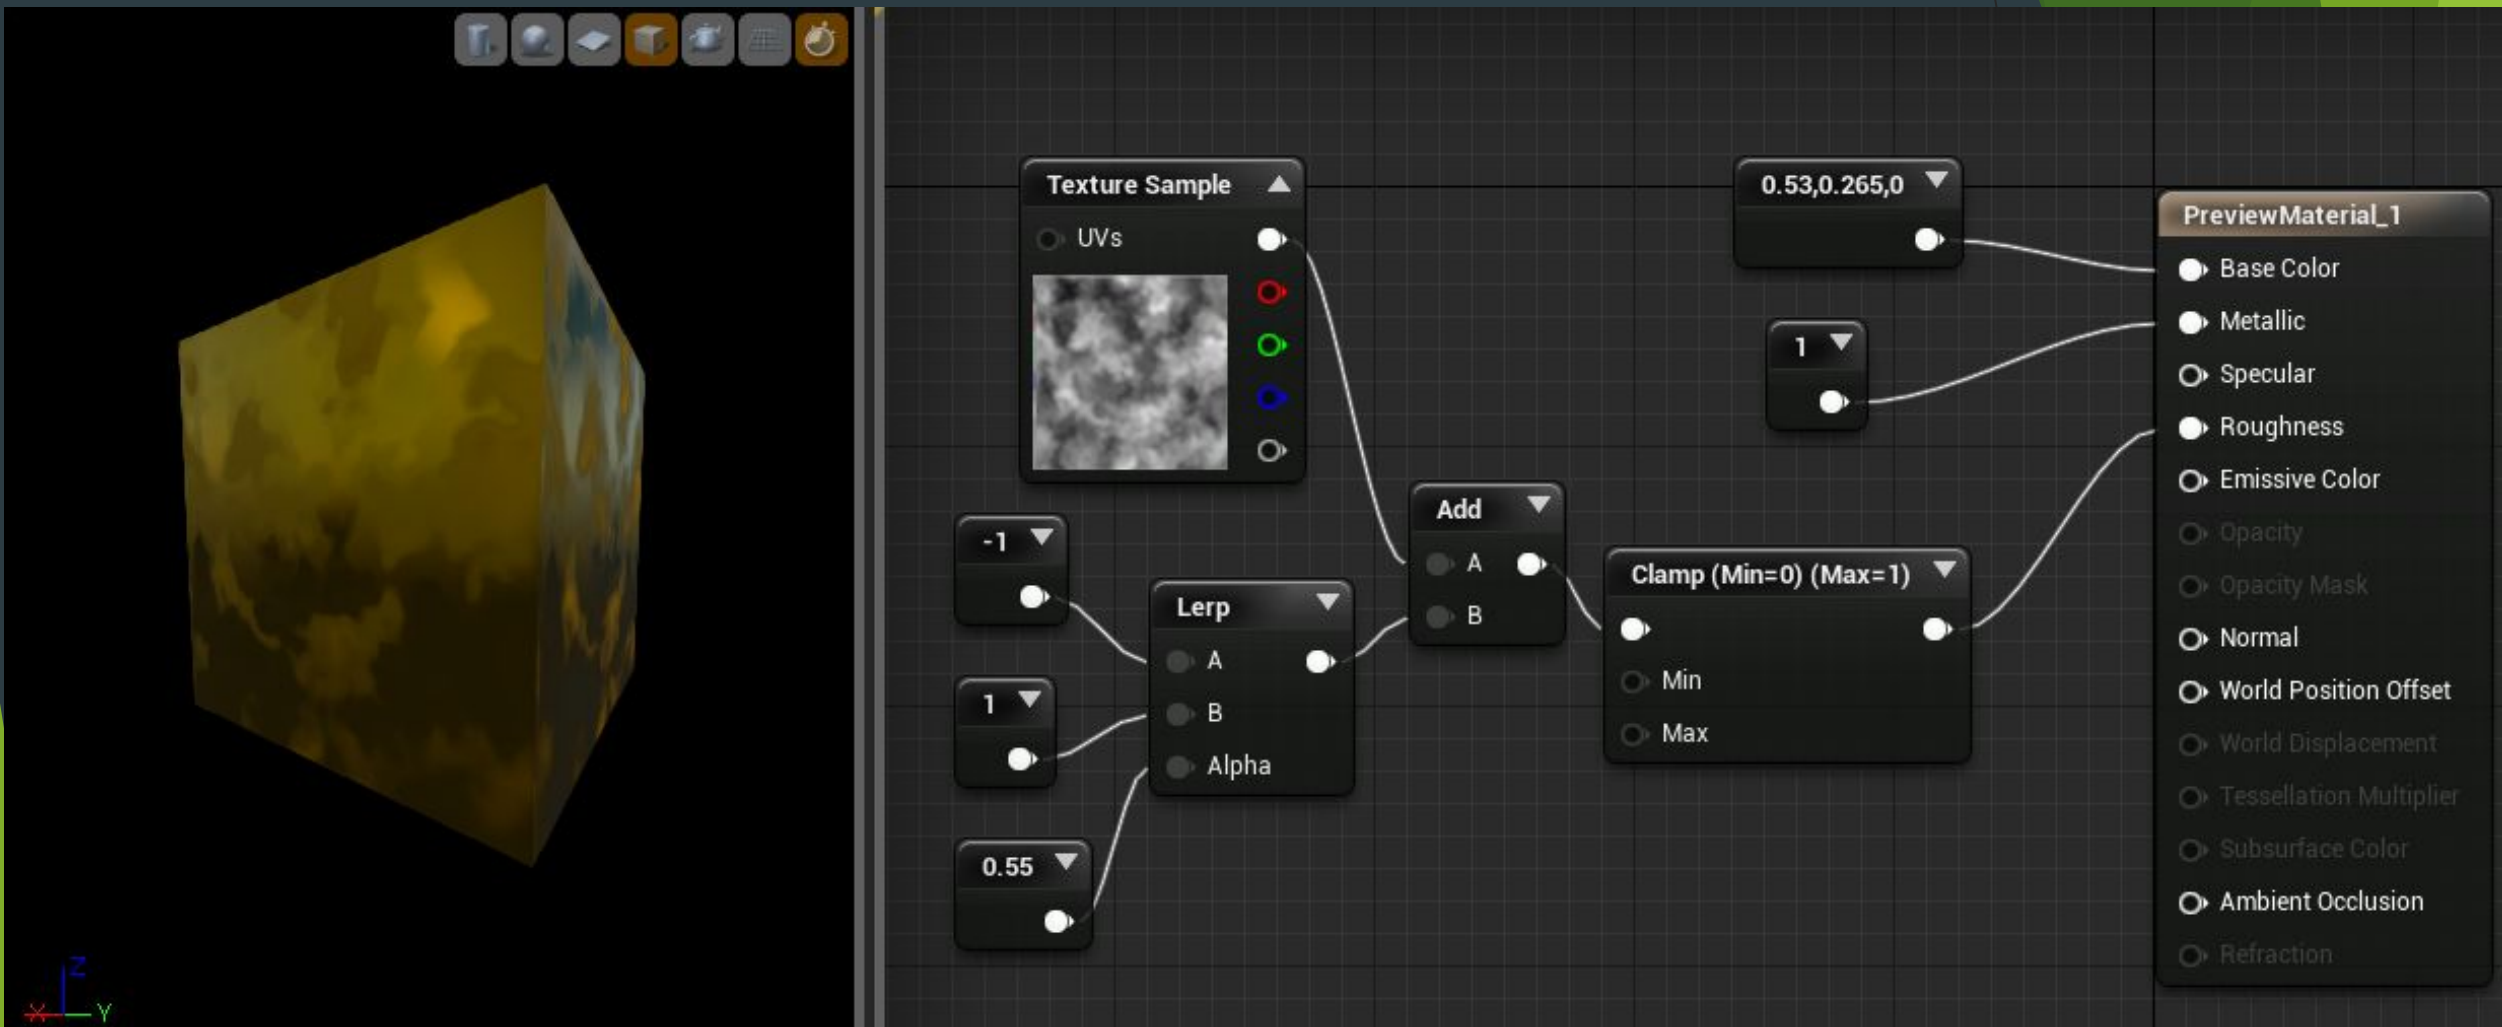 Texture Sample
UVs
0.53,0.265,0
1
PreviewMaterial_1
Base Color
Metallic
Specular
Roughness
Emissive Color
Opacity
Opacity Mask
Normal
World Position Offset
World Displacement
Tessellation Multiplier
Subsurface Color
Ambient Occlusion
Refraction
-1
1
0.55
Lerp
A
B
Alpha
Add
A
B
Clamp (Min=0) (Max=1)
Min
Max
Z
X
Y